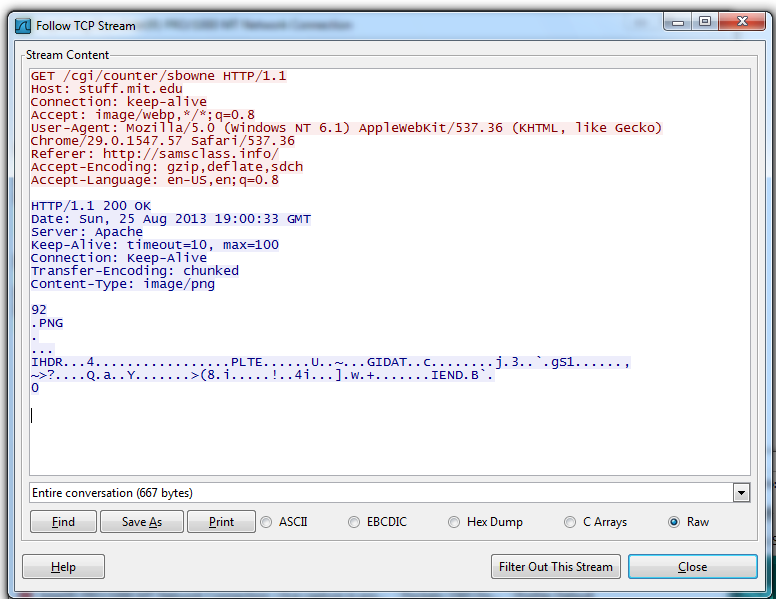 Follow TCP Stream
Stream Content
GET /cgi/counter/sbowne HTTP/1.1
Host: stuff.mit.edu
Connection: keep-alive
Accept: image/webp,*/*;q=0.8
User-Agent: Mozilla/5.0 (Windows NT 6.1) AppleWebKit/537.36 (KHTML, like Gecko)
Chrome/29.0.1547.57 Safari/537.36
Referer: http://samsclass.info/
Accept-Encoding: gzip,deflate,sdch
Accept-Language: en-US,en;q=0.8
HTTP/1.1 200 OK
Date: Sun, 25 Aug 2013 19:00:33 GMT
Server: Apache
Keep-Alive: timeout=10, max=100
Connection: Keep-Alive
Transfer-Encoding: chunked
Content-Type: image/png
92
.PNG
.
...
IHDR...4.................PLTE......U..~...GIDAT..c........j.3..`.gS1......,
~>?....Q.a..Y.......>(8.i.....!..4i...].w.+.......IEND.B`.
0
Entire conversation (667 bytes)
Find Save As Print ASCII EBCDIC Hex Dump C Arrays Raw
Help Filter Out This Stream Close